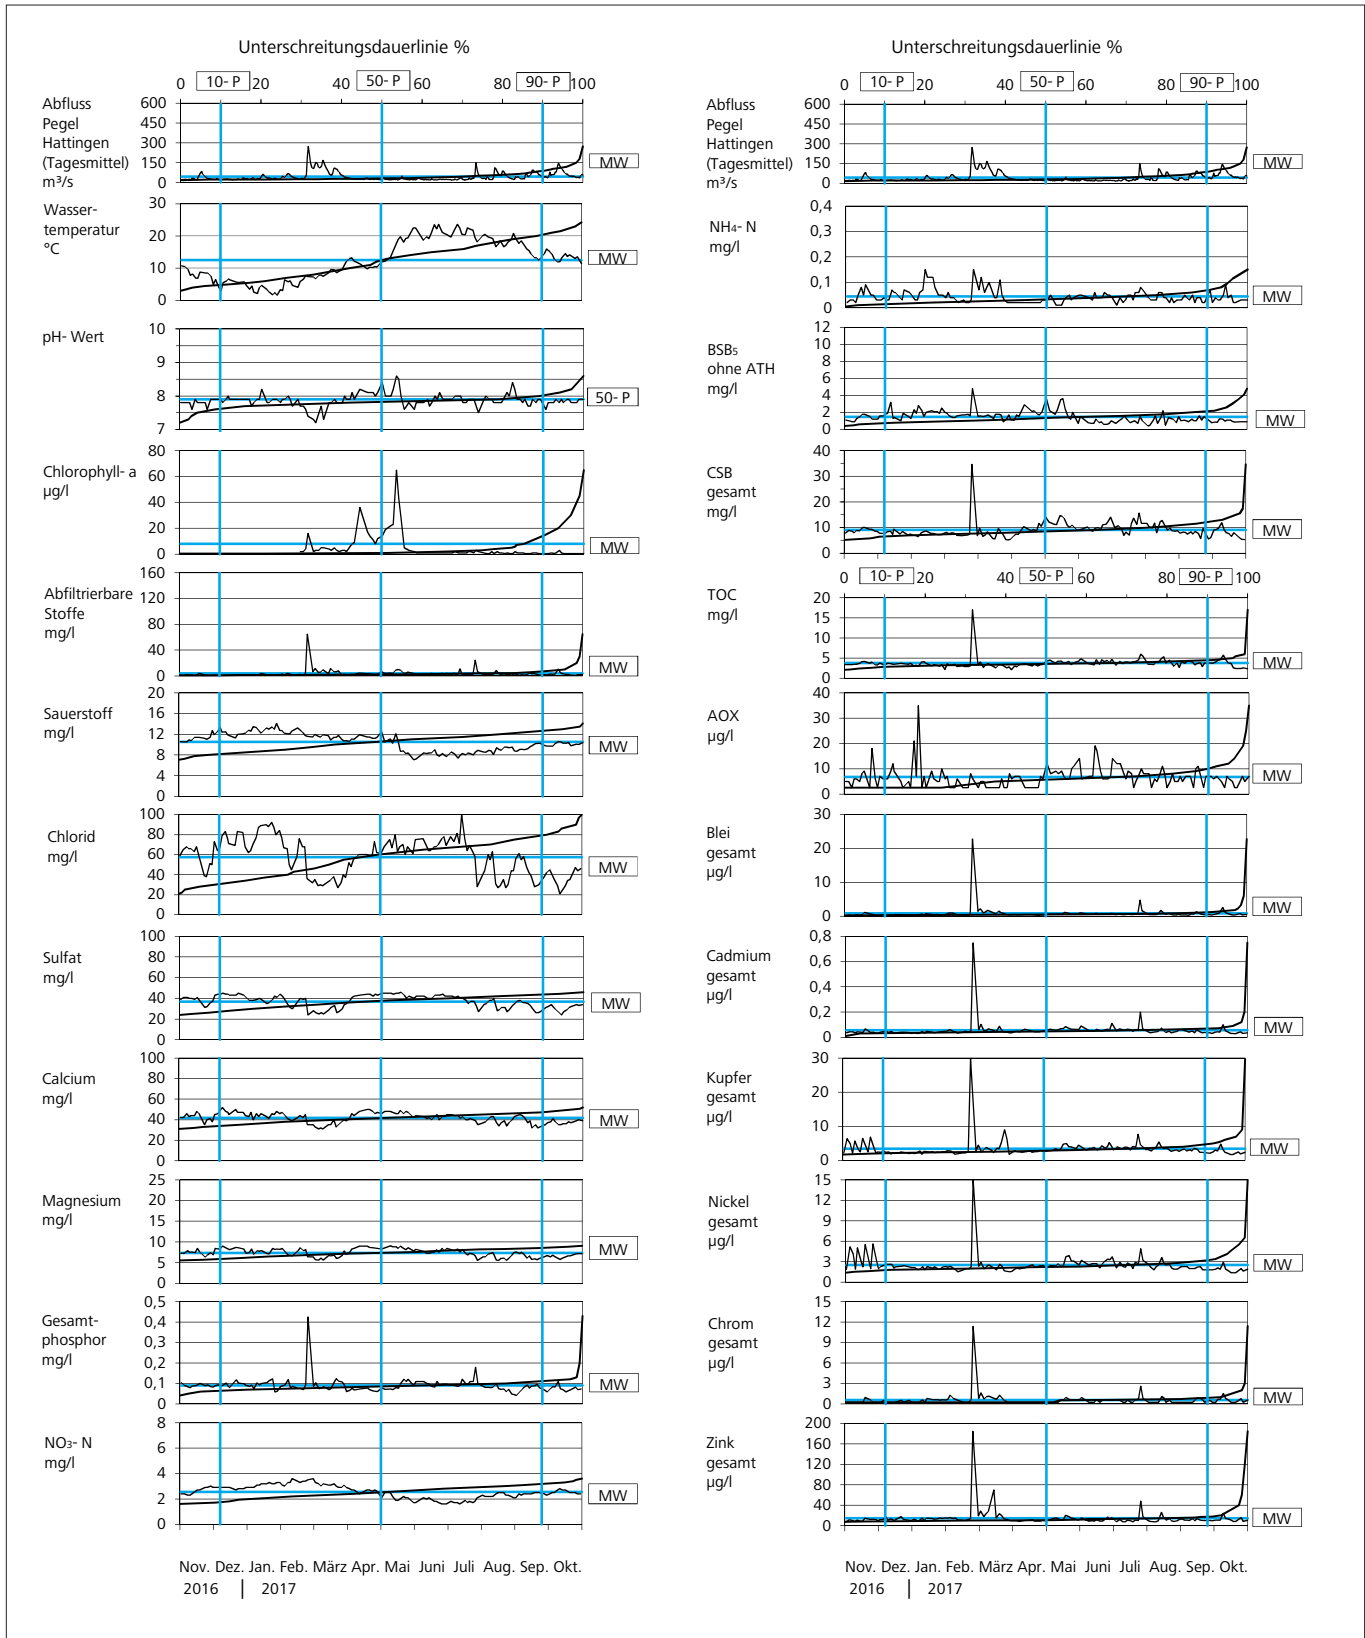 Unterschreitungsdauerlinie %
0 10- P 20 40 50- P 60 80 90- P 100
Abfluss
Pegel
Hattingen
(Tagesmittel)
m³/s
600
450
300
150
0
MW
Wasser-
temperatur
°C
30
20
10
0
MW
pH- Wert
10
9
8
7
50- P
Chlorophyll- a
µg/l
80
60
40
20
0
MW
Abfiltrierbare
Stoffe
mg/l
160
120
80
40
0
MW
Sauerstoff
mg/l
20
16
12
8
4
0
MW
Chlorid
mg/l
100
80
60
40
20
0
MW
Sulfat
mg/l
100
80
60
40
20
0
MW
Calcium
mg/l
100
80
60
40
20
0
MW
Magnesium
mg/l
25
20
15
10
5
0
MW
Gesamt-
phosphor
mg/l
0,5
0,4
0,3
0,2
0,1
0
MW
NO₃- N
mg/l
8
6
4
2
0
MW
Nov. Dez. Jan. Feb. März Apr. Mai Juni Juli Aug. Sep. Okt.
2016 | 2017
Unterschreitungsdauerlinie %
0 10- P 20 40 50- P 60 80 90- P 100
Abfluss
Pegel
Hattingen
(Tagesmittel)
m³/s
600
450
300
150
0
MW
NH₄- N
mg/l
0,4
0,3
0,2
0,1
0
MW
BSB₅
ohne ATH
mg/l
12
10
8
6
4
2
0
MW
CSB
gesamt
mg/l
40
30
20
10
0
MW
0 10- P 20 40 50- P 60 80 90- P 100
TOC
mg/l
20
15
10
5
0
MW
AOX
µg/l
40
30
20
10
0
MW
Blei
gesamt
µg/l
30
20
10
0
MW
Cadmium
gesamt
µg/l
0,8
0,6
0,4
0,2
0
MW
Kupfer
gesamt
µg/l
30
20
10
0
MW
Nickel
gesamt
µg/l
15
9
6
3
0
MW
Chrom
gesamt
µg/l
15
12
9
6
3
0
MW
Zink
gesamt
µg/l
200
160
120
80
40
0
MW
Nov. Dez. Jan. Feb. März Apr. Mai Juni Juli Aug. Sep. Okt.
2016 | 2017